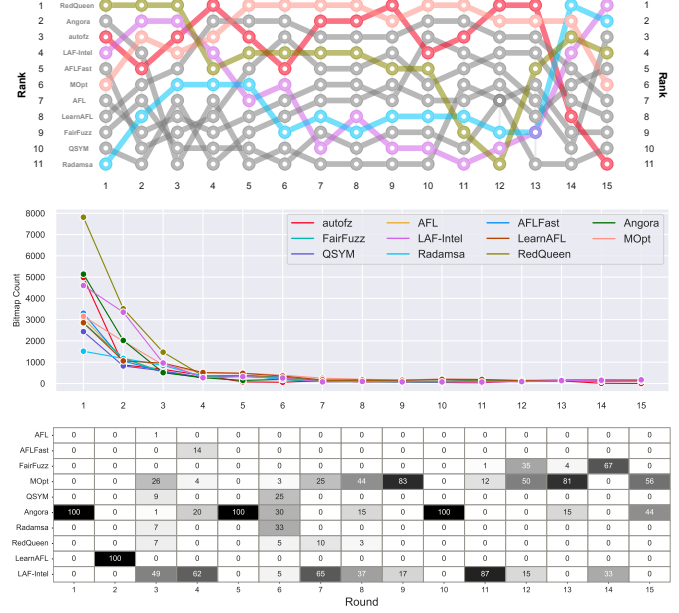 1 RedQueen 1
2 Angora 2
3 autofz 3
4 LAF-Intel 4
5 AFLFast 5
6 MOpt 6
7 AFL 7
8 LearnAFL 8
9 FairFuzz 9
10 QSYM 10
11 Radamsa 11
Rank
Rank
1 2 3 4 5 6 7 8 9 10 11 12 13 14 15
8000
7000
6000
5000
4000
3000
2000
1000
0
Bitmap Count
autofz AFL AFLFast Angora
FairFuzz LAF-Intel LearnAFL MOpt
QSYM Radamsa RedQueen
1 2 3 4 5 6 7 8 9 10 11 12 13 14 15
AFL 0 0 1 0 0 0 0 0 0 0 0 0 0 0 0
AFLFast 0 0 0 14 0 0 0 0 0 0 0 0 0 0 0
FairFuzz 0 0 0 0 0 0 0 0 0 0 1 35 4 67 0
MOpt 0 0 26 4 0 3 25 44 83 0 12 50 81 0 56
QSYM 0 0 9 0 0 25 0 0 0 0 0 0 0 0 0
Angora 100 0 1 20 100 30 0 15 0 100 0 0 15 0 44
Radamsa 0 0 7 0 0 33 0 0 0 0 0 0 0 0 0
RedQueen 0 0 7 0 0 5 10 3 0 0 0 0 0 0 0
LearnAFL 0 100 0 0 0 0 0 0 0 0 0 0 0 0 0
LAF-Intel 0 0 49 62 0 5 65 37 17 0 87 15 0 33 0
1 2 3 4 5 6 7 8 9 10 11 12 13 14 15
Round